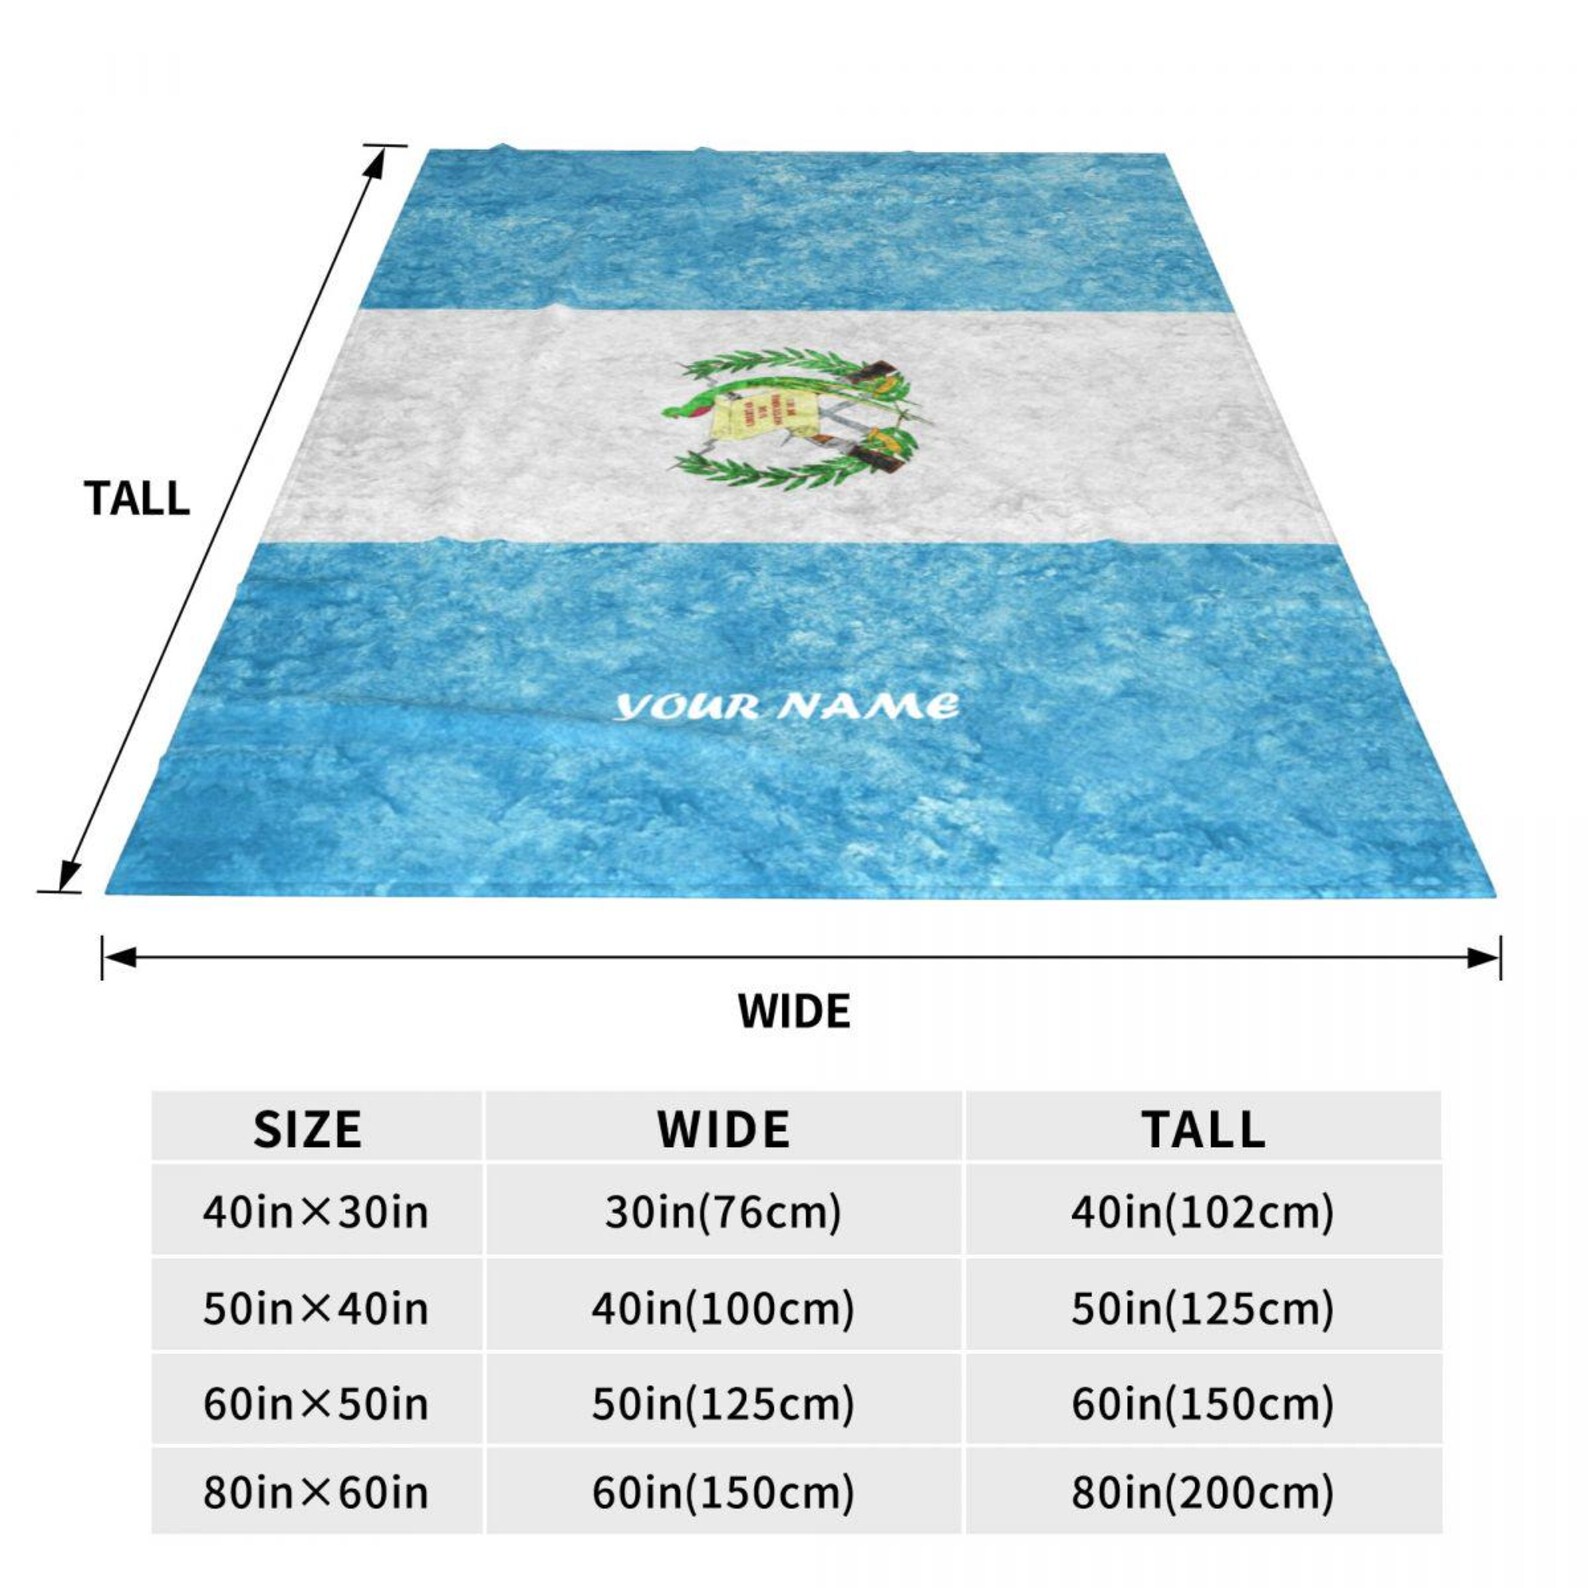 TALL
YOUR NAME
WIDE
SIZE WIDE TALL
40in×30in 30in(76cm) 40in(102cm)
50in×40in 40in(100cm) 50in(125cm)
60in×50in 50in(125cm) 60in(150cm)
80in×60in 60in(150cm) 80in(200cm)